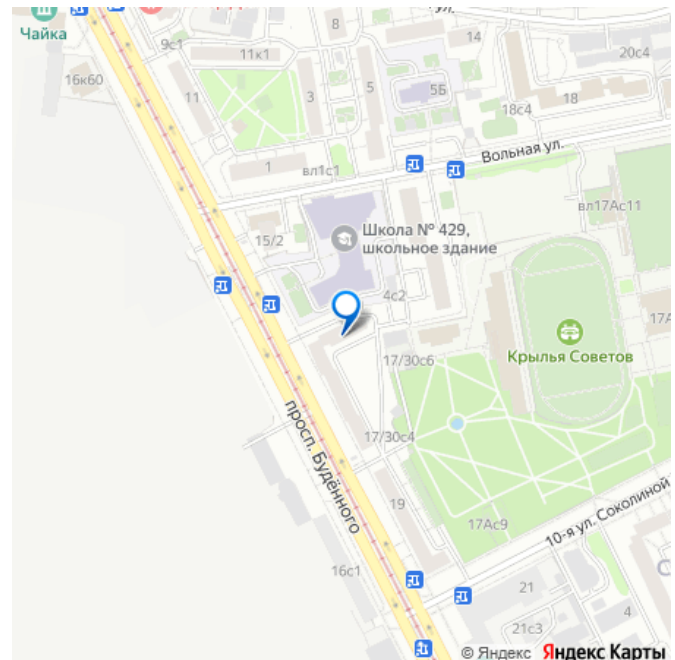 Чайка
16к60
9с1
11к1
8
14
20с4
11
3
5
5Б
18с4
18
1
вл1с1
Вольная ул.
вл17Ас11
15/2
Школа № 429,
школьное здание
4с2
17/30с6
Крылья Советов
17/30с4
просп. Будённого
19
17Ас9
10-я ул. Соколиной
16с1
21
4
21с3
© Яндекс Яндекс Карты